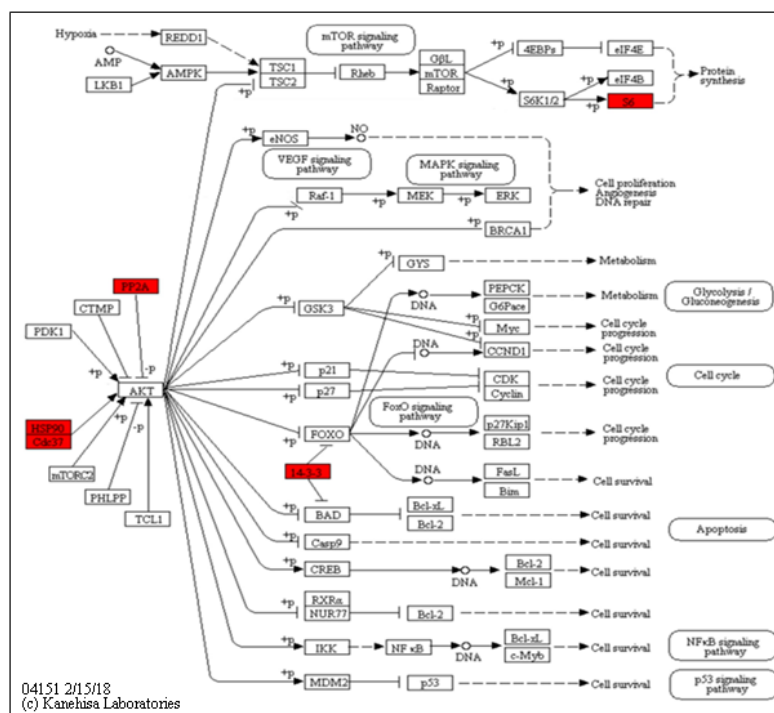 Hypoxia
REDD1
mTOR signaling
pathway
AMP
LKB1
AMPK
TSC1
TSC2
+p
Rheb
GβL
mTOR
Raptor
+p
4EBPs
eIF4E
+p
S6K1/2
eIF4B
+p
S6
Protein
synthesis
+p
eNOS
NO
VEGF signaling
pathway
MAPK signaling
pathway
Raf-1
+p
MEK
ERK
+p
BRCA1
Cell proliferation
Angiogenesis
DNA repair
PP2A
CTMP
PDK1
+p
-p
AKT
HSP90
Cdc37
+p
-p
mTORC2
PHLPP
TCL1
+p
GSK3
+p
GYS
Metabolism
DNA
PEPCK
G6Pace
Metabolism
Glycolysis /
Gluconeogenesis
+p
Myc
Cell cycle
progression
+p
DNA
CCND1
Cell cycle
progression
+p
p21
+p
p27
CDK
Cyclin
Cell cycle
progression
Cell cycle
+p
FOXO
FoxO signaling
pathway
DNA
p27Kip1
RBL2
Cell cycle
progression
14-3-3
DNA
FasL
Bim
Cell survival
+p
BAD
Bcl-xL
Bcl-2
Cell survival
Apoptosis
+p
Casp9
Cell survival
+p
CREB
DNA
Bcl-2
Mcl-1
Cell survival
+p
RXRα
NUR77
Bcl-2
Cell survival
+p
IKK
NFκB
DNA
Bcl-xL
c-Myb
Cell survival
NFκB signaling
pathway
+p
MDM2
p53
Cell survival
p53 signaling
pathway
04151 2/15/18
(c) Kanehisa Laboratories